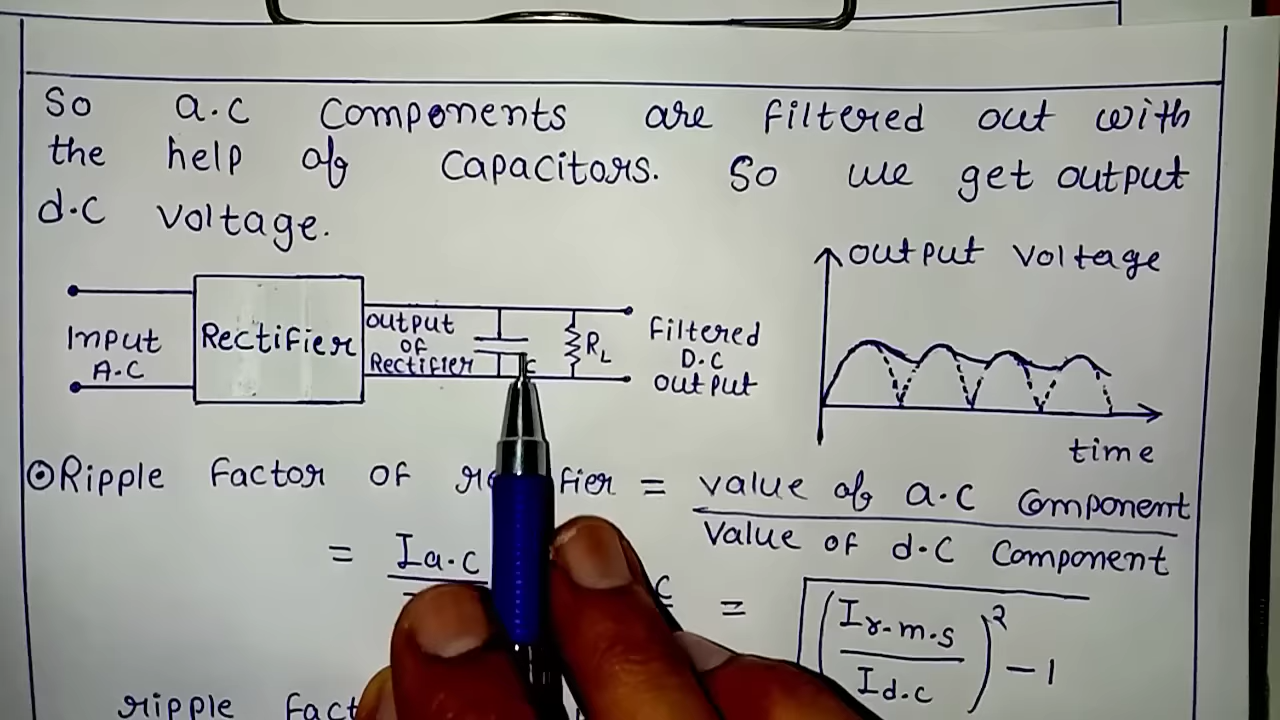 So a.c components are filtered out with
the help of capacitors. So we get output
d.c voltage.
output voltage
Input
A.C
Rectifier
output
of
Rectifier
C
RL
Filtered
D.C
output
time
Ripple factor of = value of a.c component
Value of d.c component
= Ia.c
C = √(Ir.m.s / Id.c)² - 1
ripple